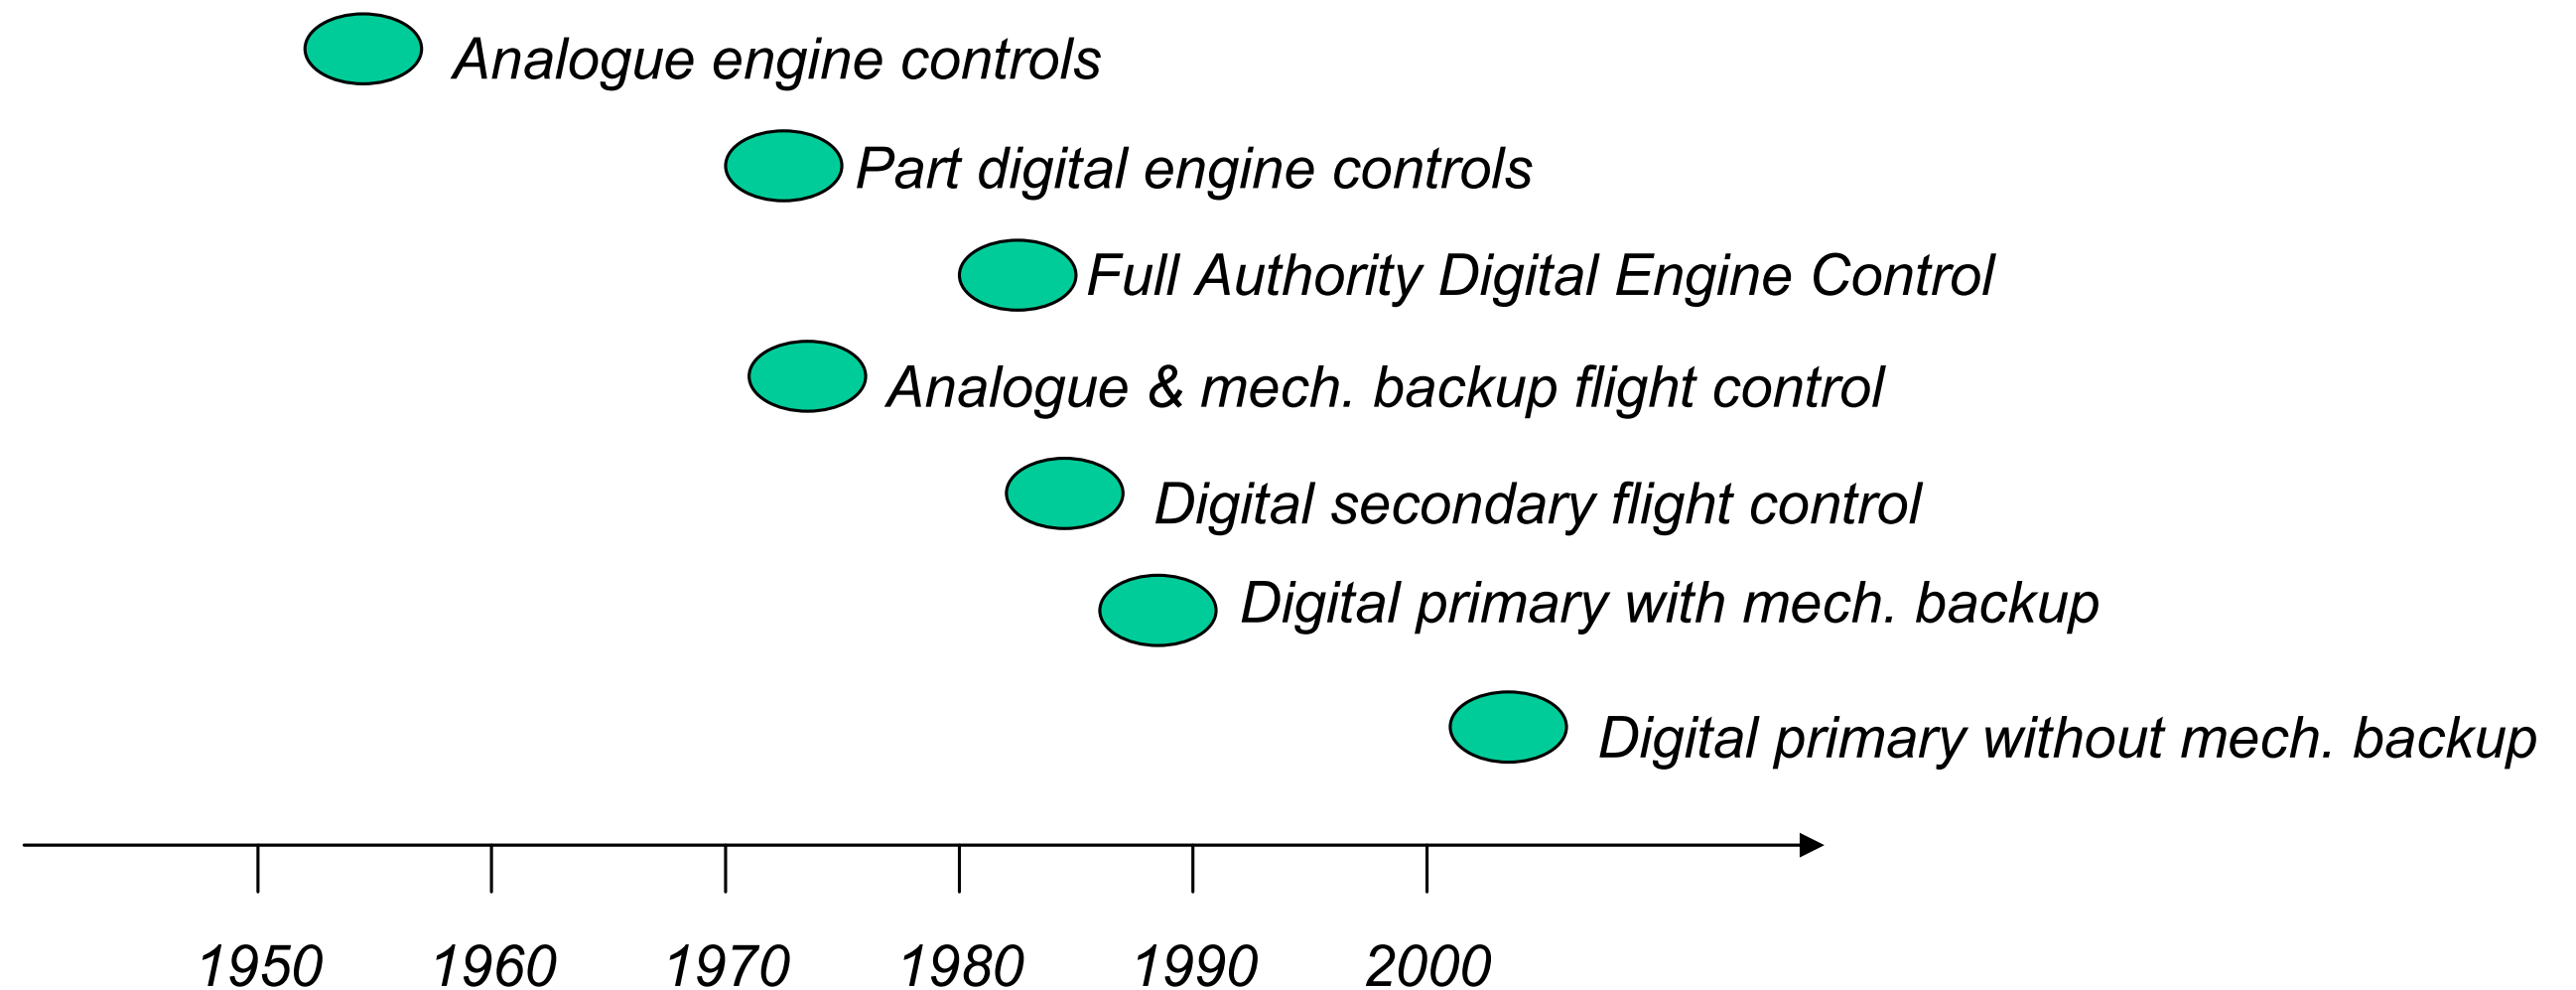 Analogue engine controls
Part digital engine controls
Full Authority Digital Engine Control
Analogue & mech. backup flight control
Digital secondary flight control
Digital primary with mech. backup
Digital primary without mech. backup
1950 1960 1970 1980 1990 2000